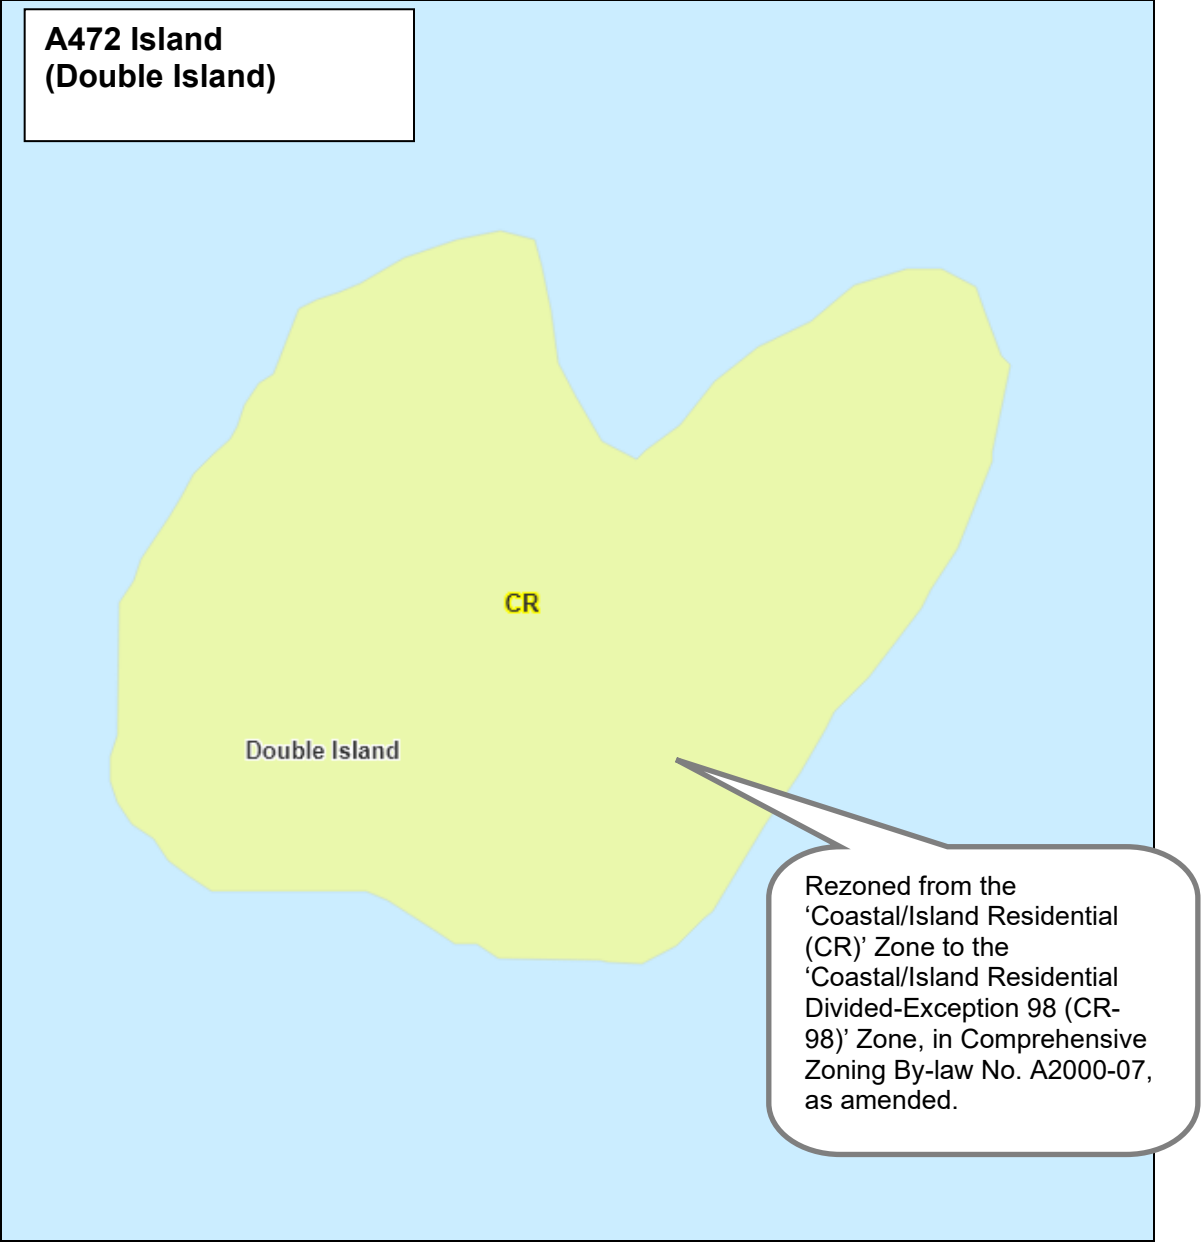 A472 Island
(Double Island)
CR
Double Island
Rezoned from the
‘Coastal/Island Residential
(CR)’ Zone to the
‘Coastal/Island Residential
Divided-Exception 98 (CR-
98)’ Zone, in Comprehensive
Zoning By-law No. A2000-07,
as amended.